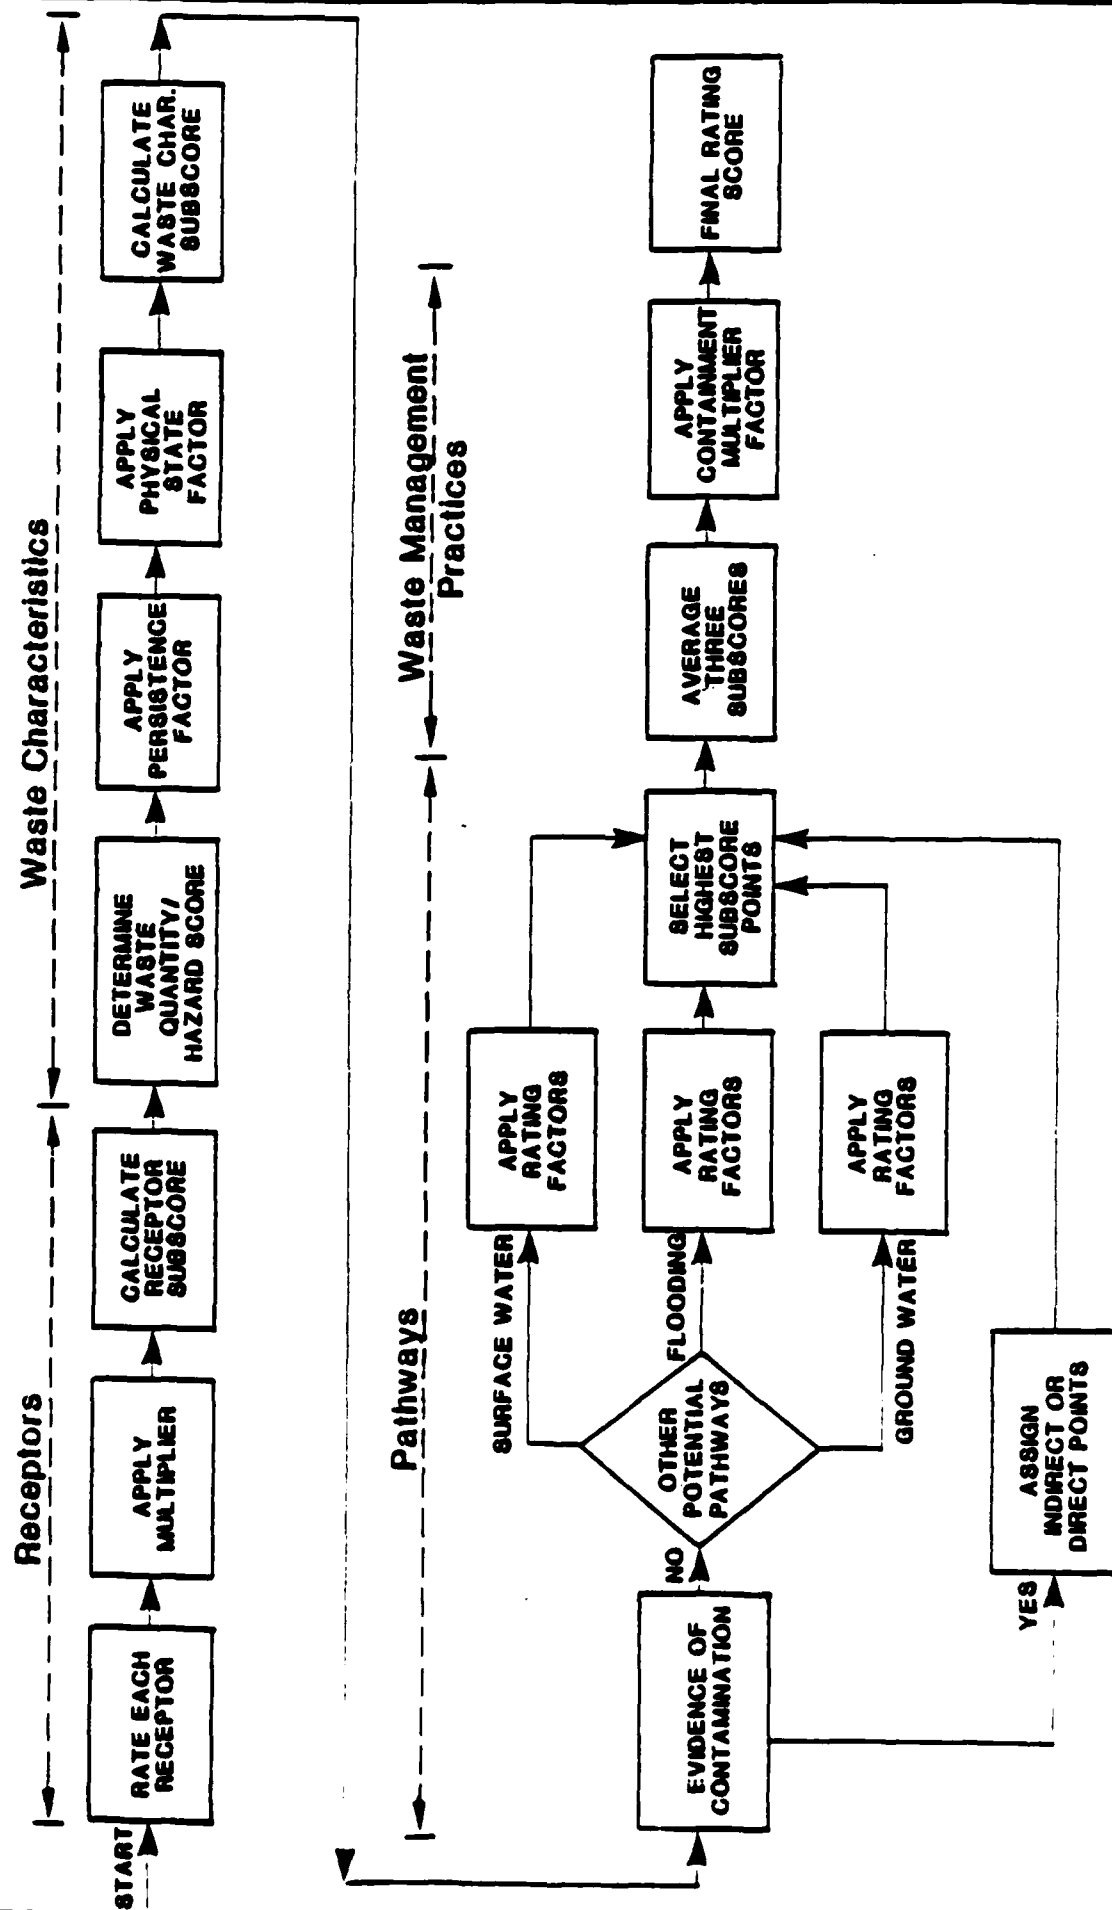 Receptors
Waste Characteristics
START
RATE EACH
RECEPTOR
APPLY
MULTIPLIER
CALCULATE
RECEPTOR
SUBSCORE
DETERMINE
WASTE
QUANTITY/
HAZARD SCORE
APPLY
PERSISTENCE
FACTOR
APPLY
PHYSICAL
STATE
FACTOR
CALCULATE
WASTE CHAR.
SUBSCORE
Pathways
Waste Management
Practices
EVIDENCE OF
CONTAMINATION
NO
YES
OTHER
POTENTIAL
PATHWAYS
SURFACE WATER
FLOODING
GROUND WATER
APPLY
RATING
FACTORS
APPLY
RATING
FACTORS
APPLY
RATING
FACTORS
ASSIGN
INDIRECT OR
DIRECT POINTS
SELECT
HIGHEST
SUBSCORE
POINTS
AVERAGE
THREE
SUBSCORES
APPLY
CONTAINMENT
MULTIPLIER
FACTOR
FINAL RATING
SCORE